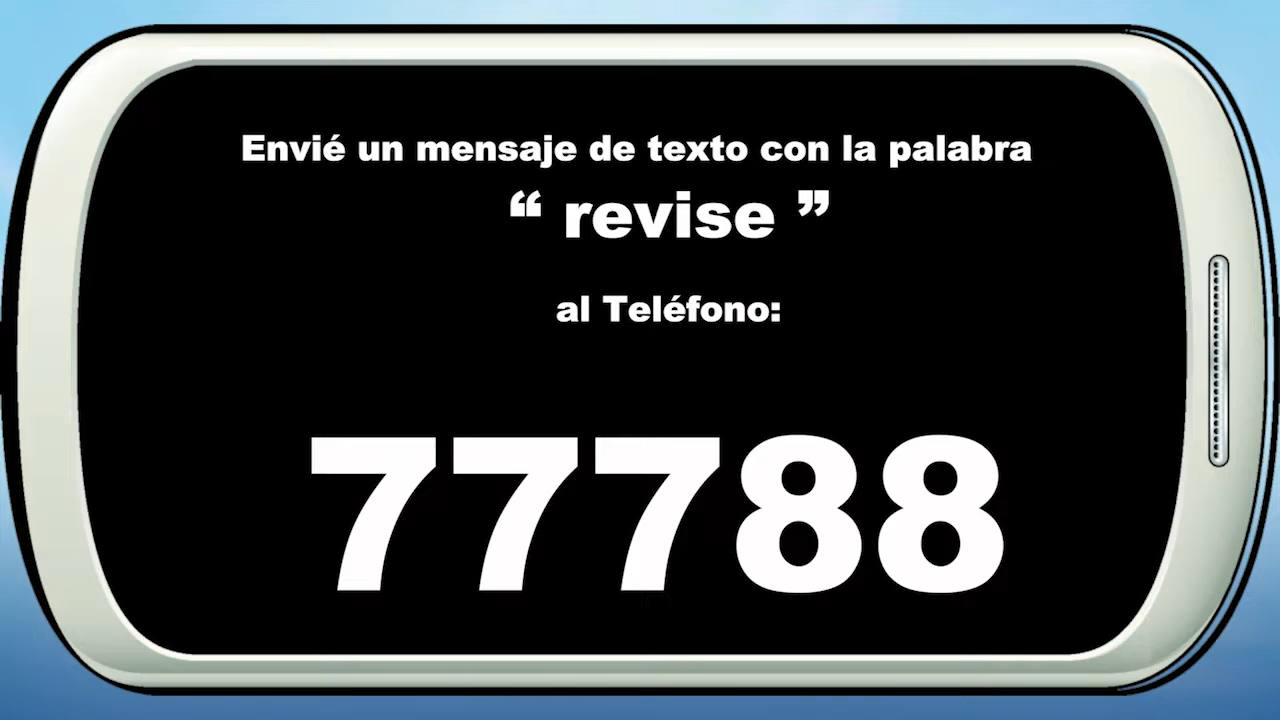 Envié un mensaje de texto con la palabra
“ revise ”
al Teléfono:
77788